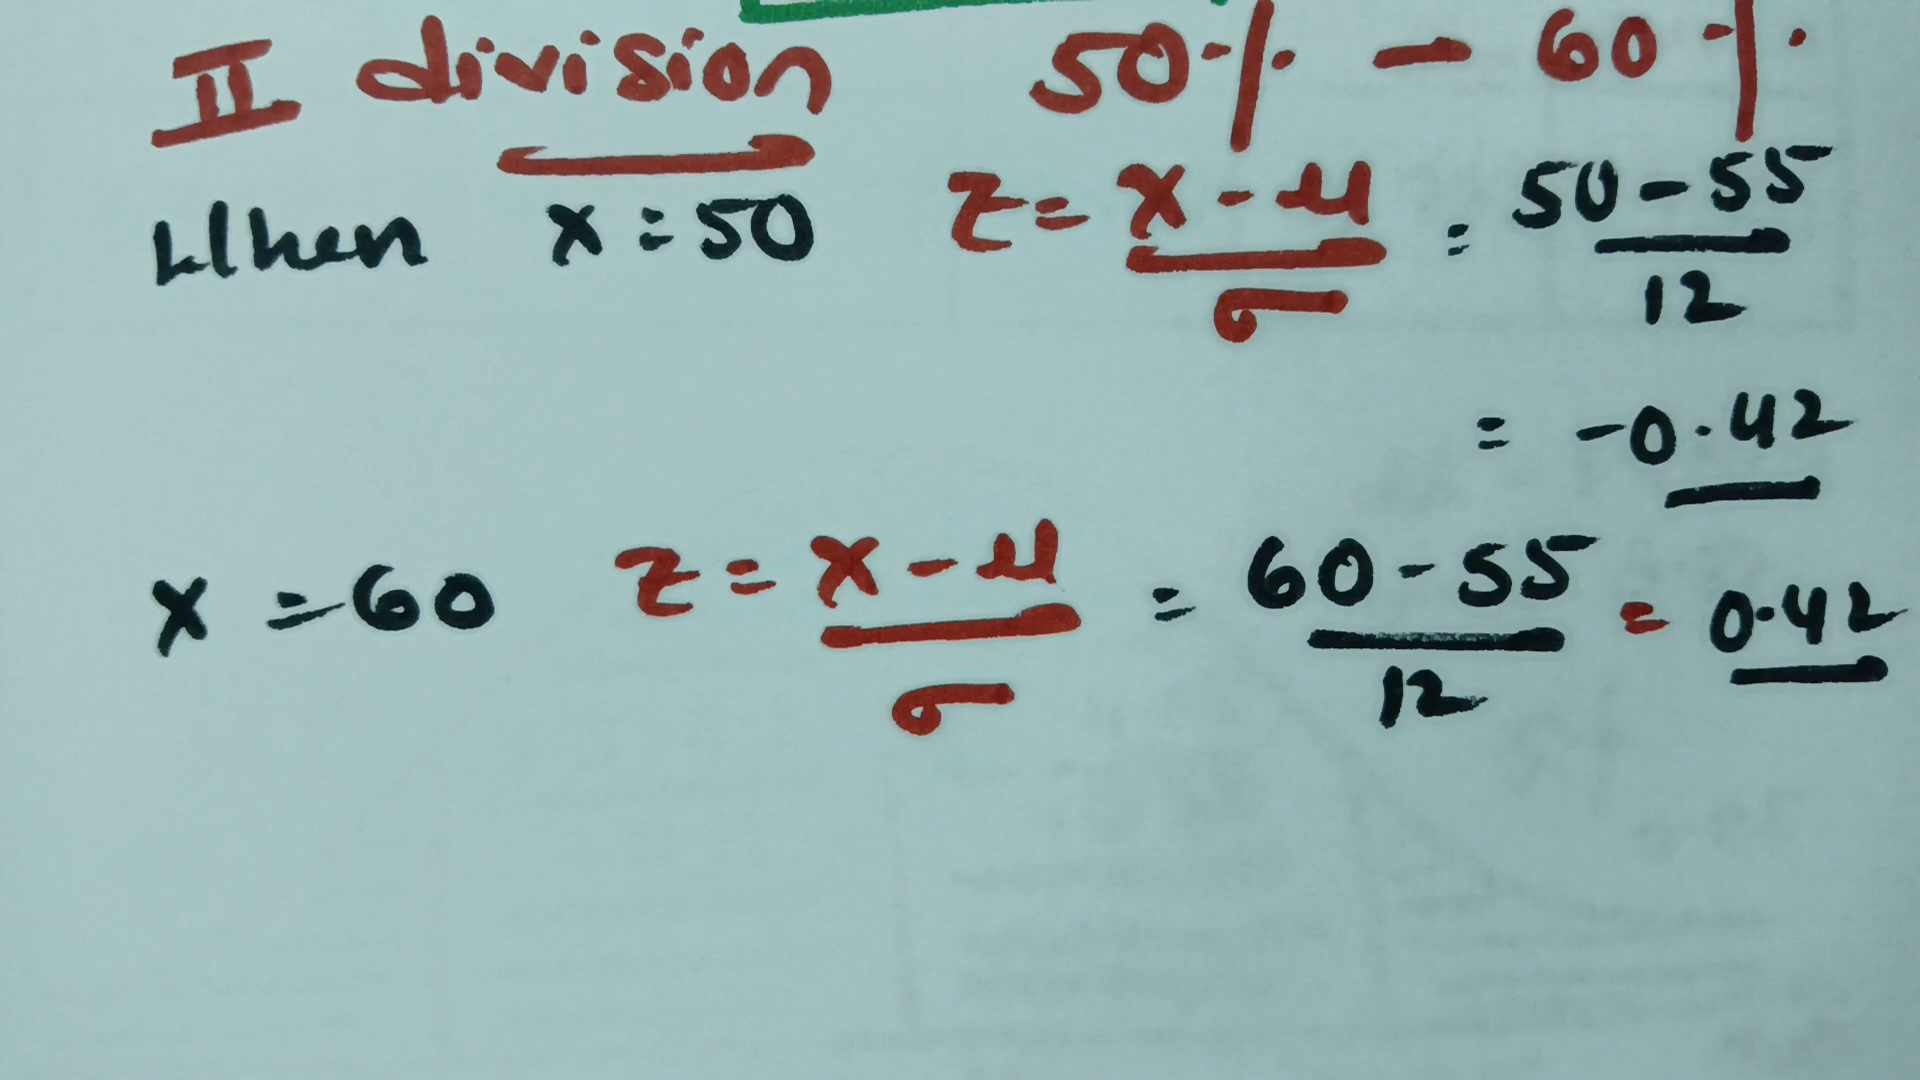 II division 50% - 60%
When x = 50 z = x - μ / σ = 50 - 55 / 12
= -0.42
x = 60 z = x - μ / σ = 60 - 55 / 12 = 0.42